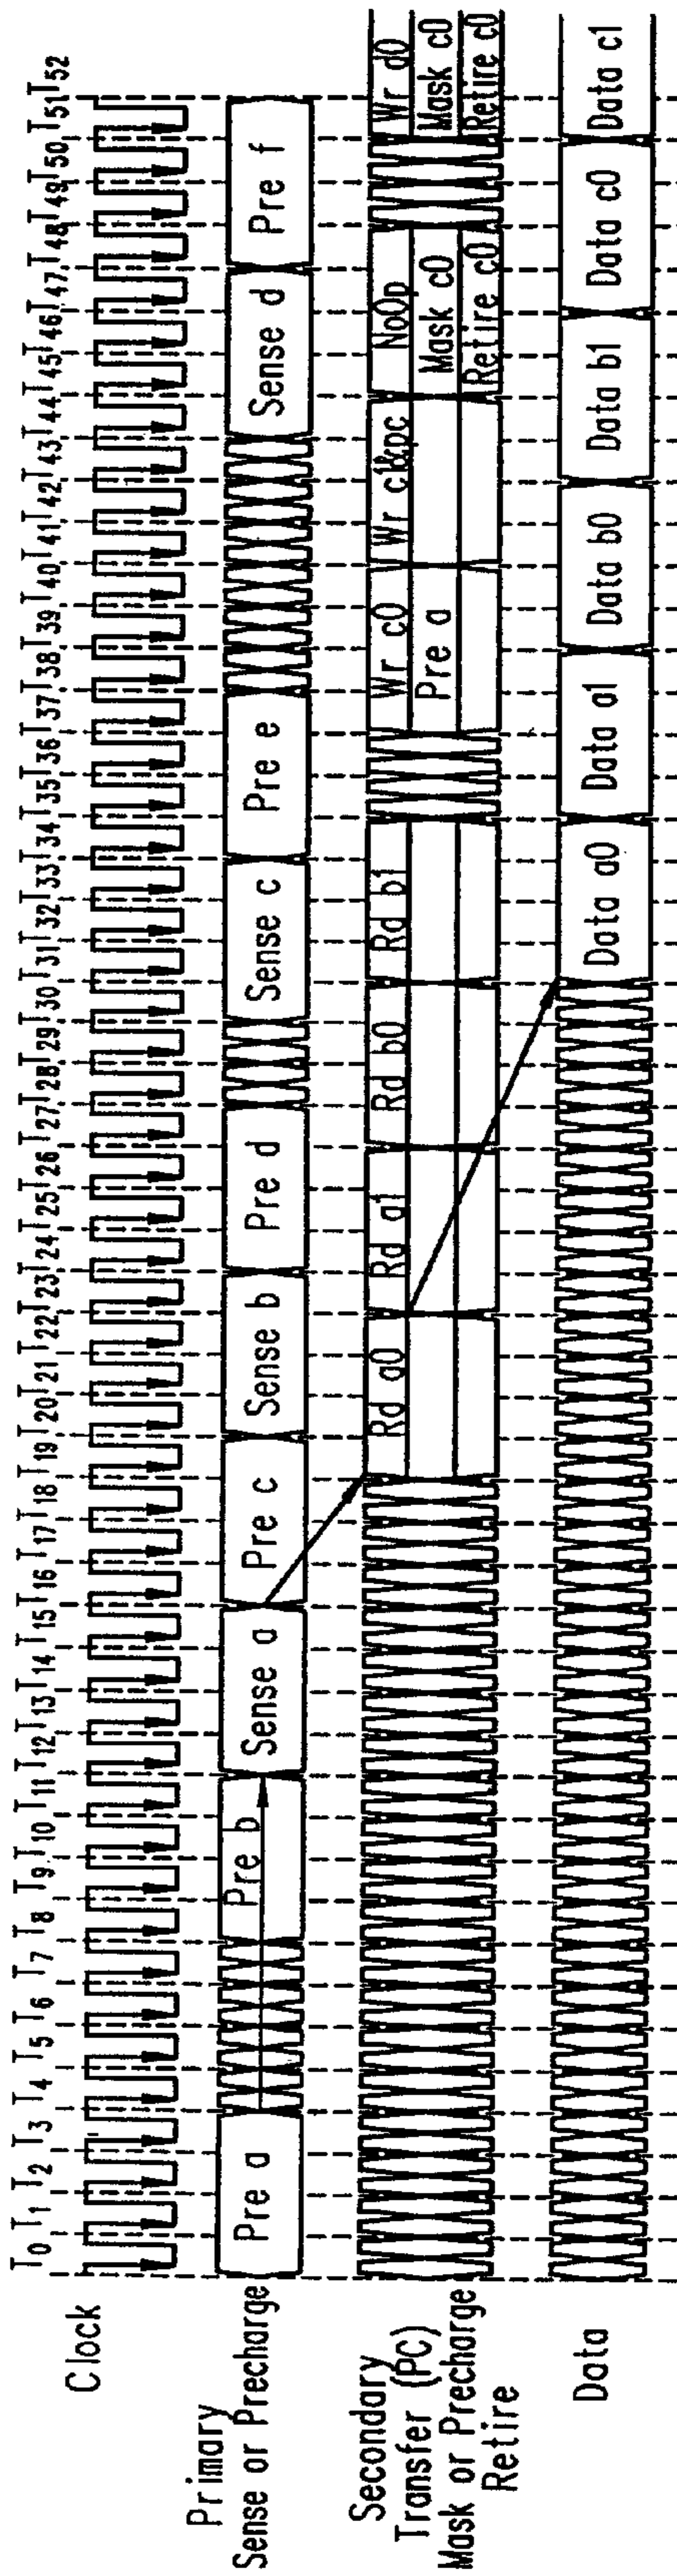 T0 T1 T2 T3 T4 T5 T6 T7 T8 T9 T10 T11 T12 T13 T14 T15 T16 T17 T18 T19 T20 T21 T22 T23 T24 T25 T26 T27 T28 T29 T30 T31 T32 T33 T34 T35 T36 T37 T38 T39 T40 T41 T42 T43 T44 T45 T46 T47 T48 T49 T50 T51 T52
Clock
Primary
Sense or Precharge Pre a Pre b Sense a Pre c Sense b Pre d Sense c Pre e Sense d Pre f
Secondary
Transfer (PC) Rd a0 Rd a1 Rd b0 Rd b1 Wr c0 Wr c1&pc NoOp Wr d0
Mask or Precharge Pre a Mask c0 Mask c0
Retire Retire c0 Retire c0
Data Data a0 Data a1 Data b0 Data b1 Data c0 Data c1